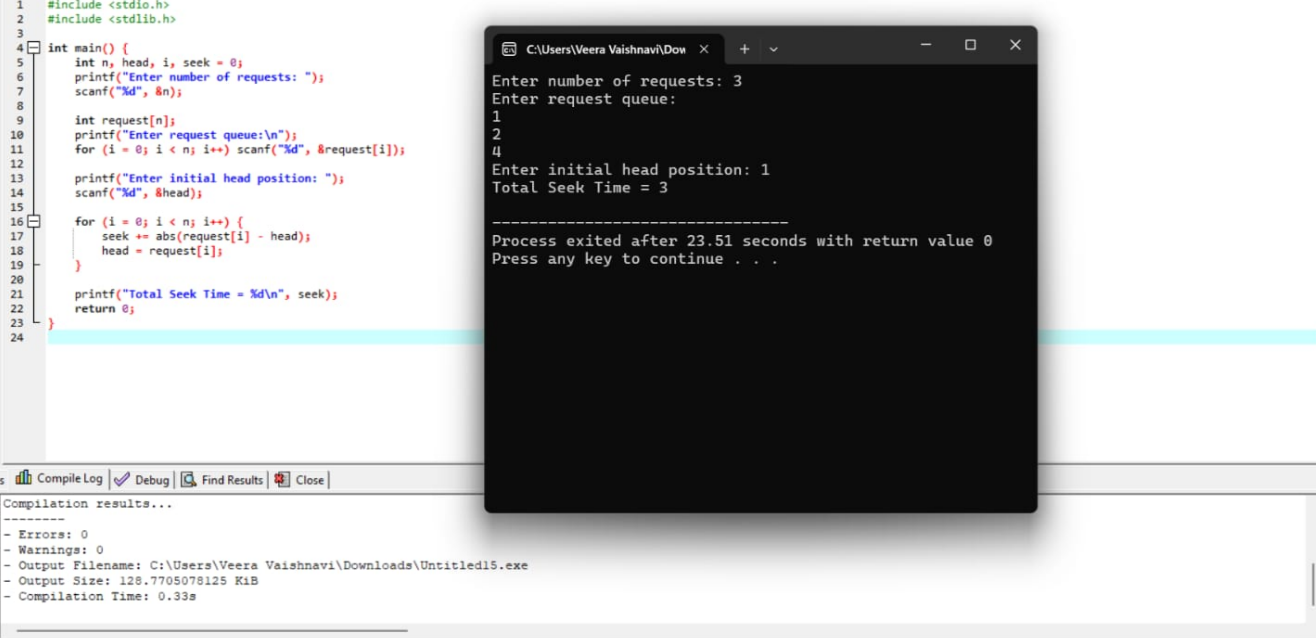 1 #include <stdio.h>
2 #include <stdlib.h>
3
4 int main() {
5 int n, head, i, seek = 0;
6 printf("Enter number of requests: ");
7 scanf("%d", &n);
8
9 int request[n];
10 printf("Enter request queue:\n");
11 for (i = 0; i < n; i++) scanf("%d", &request[i]);
12
13 printf("Enter initial head position: ");
14 scanf("%d", &head);
15
16 for (i = 0; i < n; i++) {
17 seek += abs(request[i] - head);
18 head = request[i];
19 }
20
21 printf("Total Seek Time = %d\n", seek);
22 return 0;
23 }
24
C:\Users\Veera Vaishnavi\Dow
Enter number of requests: 3
Enter request queue:
1
2
4
Enter initial head position: 1
Total Seek Time = 3
--------------------------------
Process exited after 23.51 seconds with return value 0
Press any key to continue . . .
s Compile Log Debug Find Results Close
Compilation results...
--------
- Errors: 0
- Warnings: 0
- Output Filename: C:\Users\Veera Vaishnavi\Downloads\Untitled15.exe
- Output Size: 128.7705078125 KiB
- Compilation Time: 0.33s